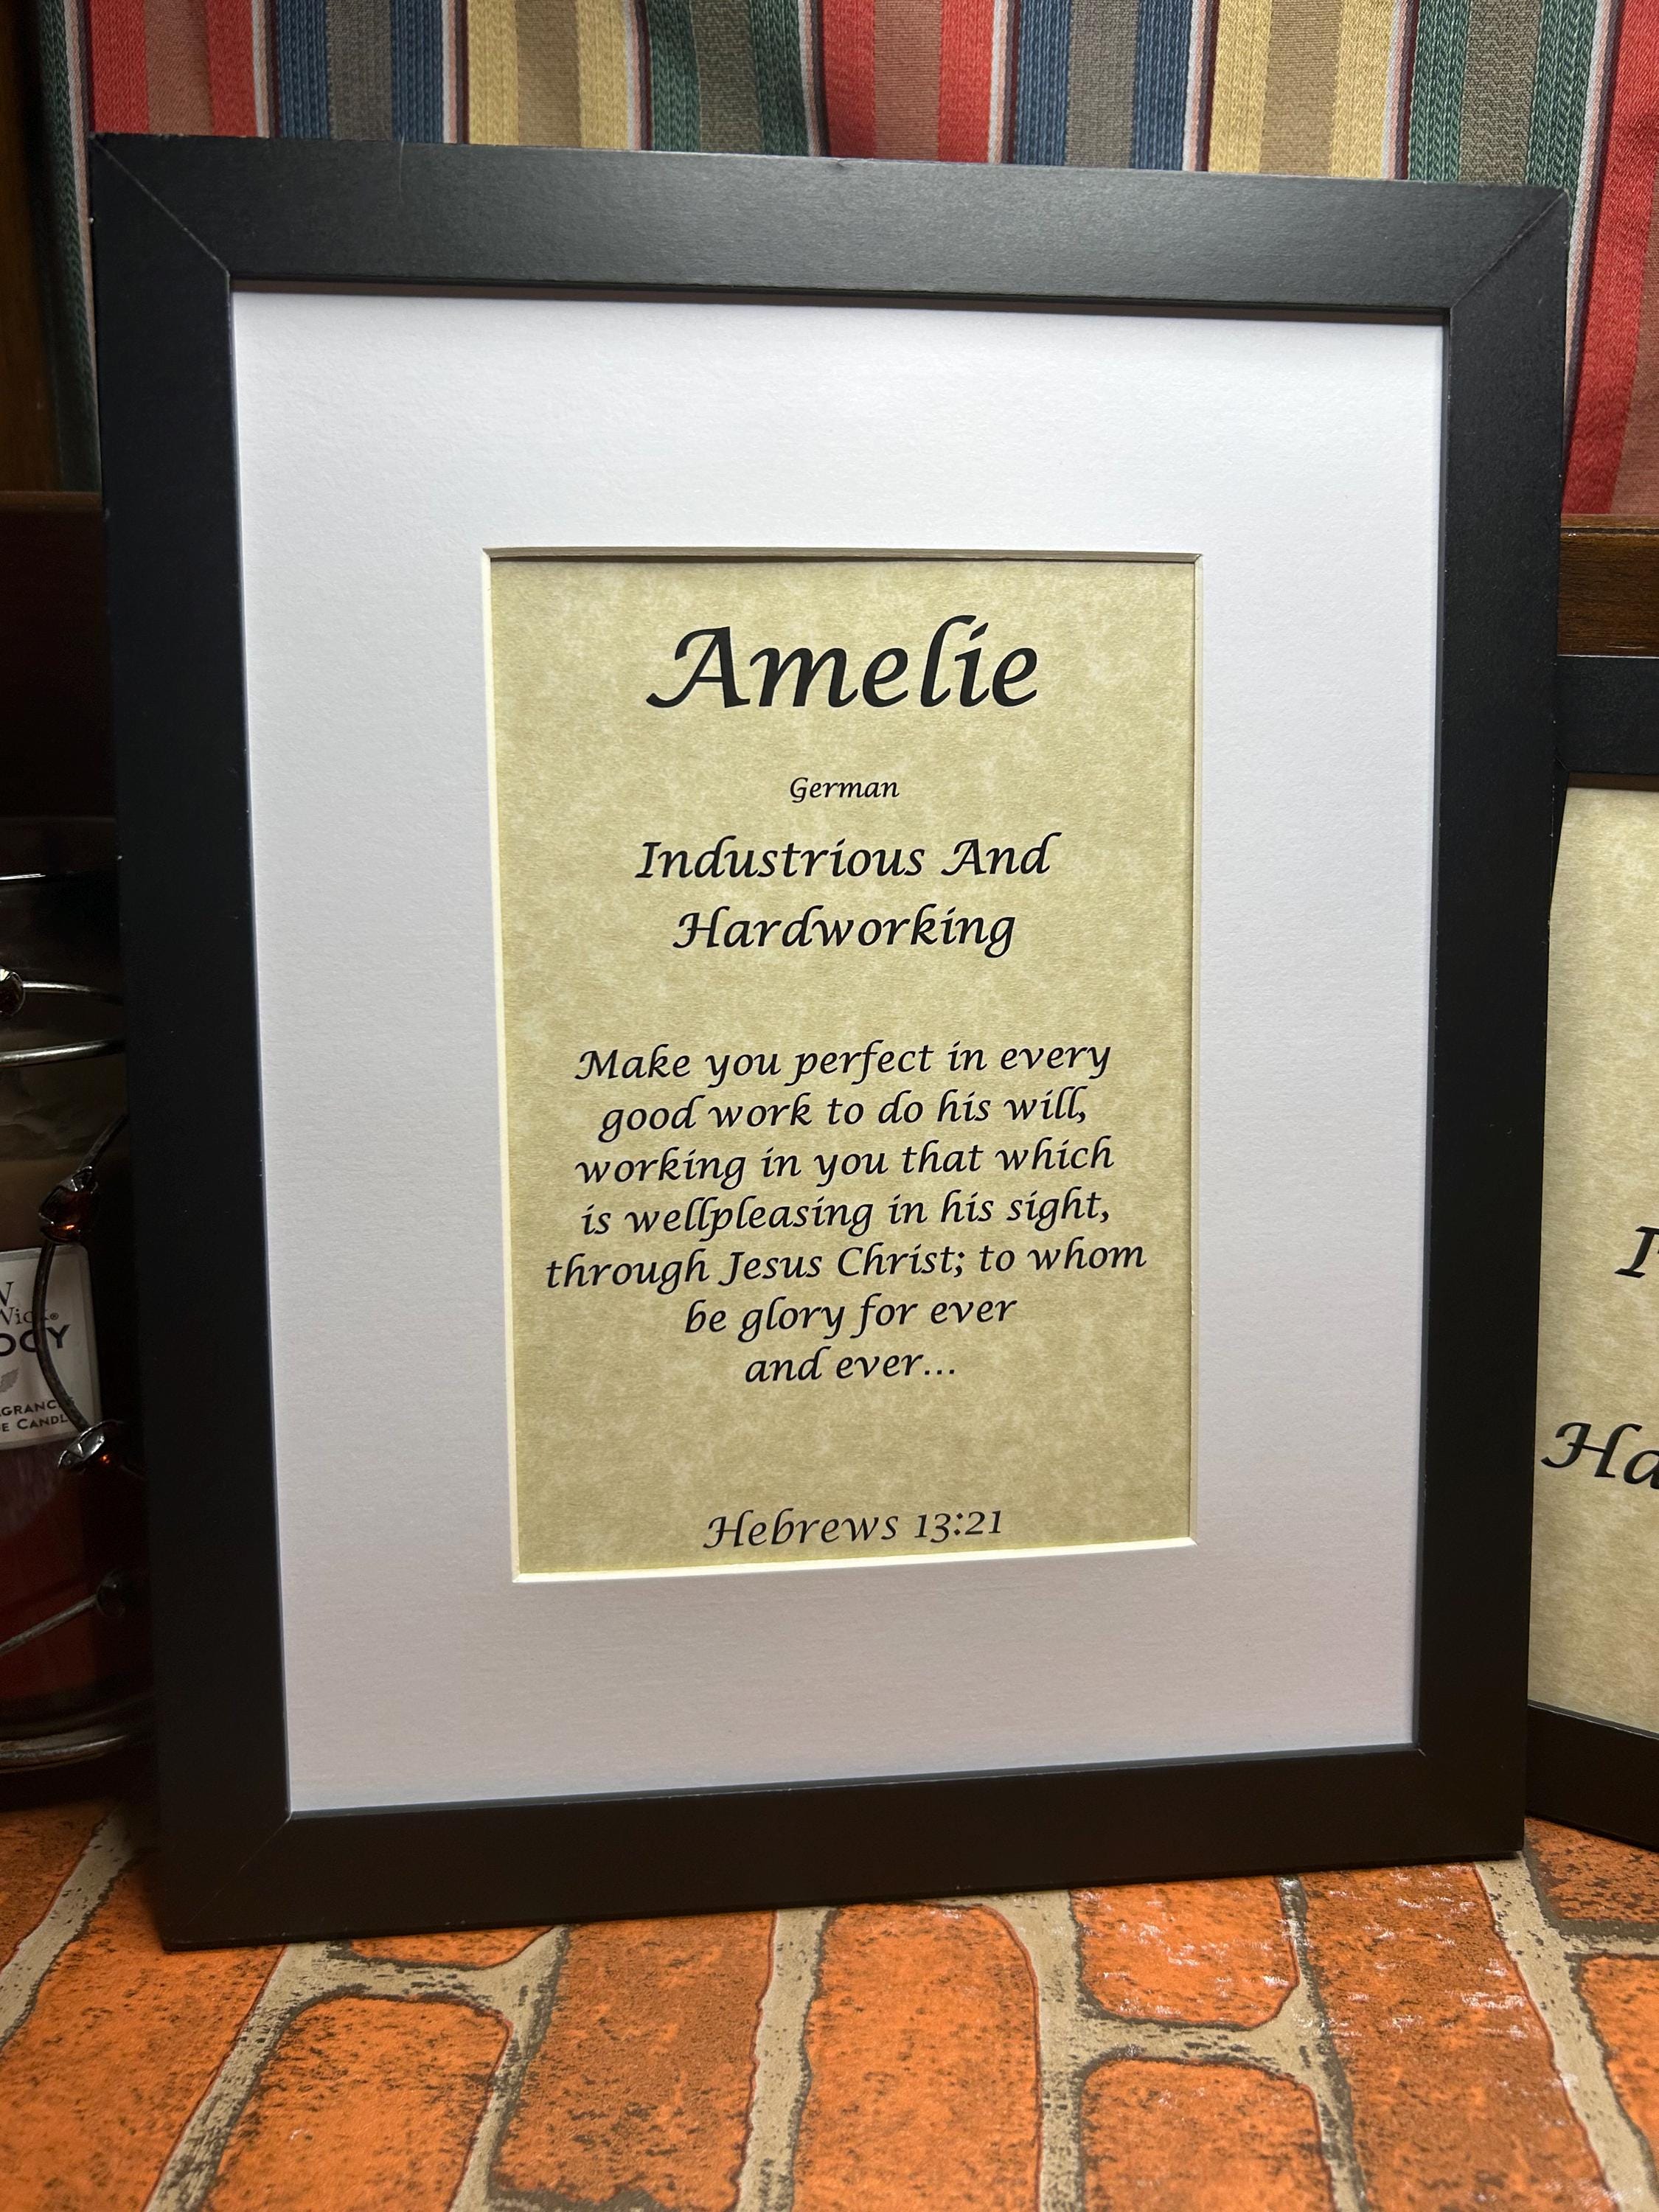 Amelie
German
Industrious And
Hardworking
Make you perfect in every
good work to do his will,
working in you that which
is wellpleasing in his sight,
through Jesus Christ; to whom
be glory for ever
and ever...
Hebrews 13:21